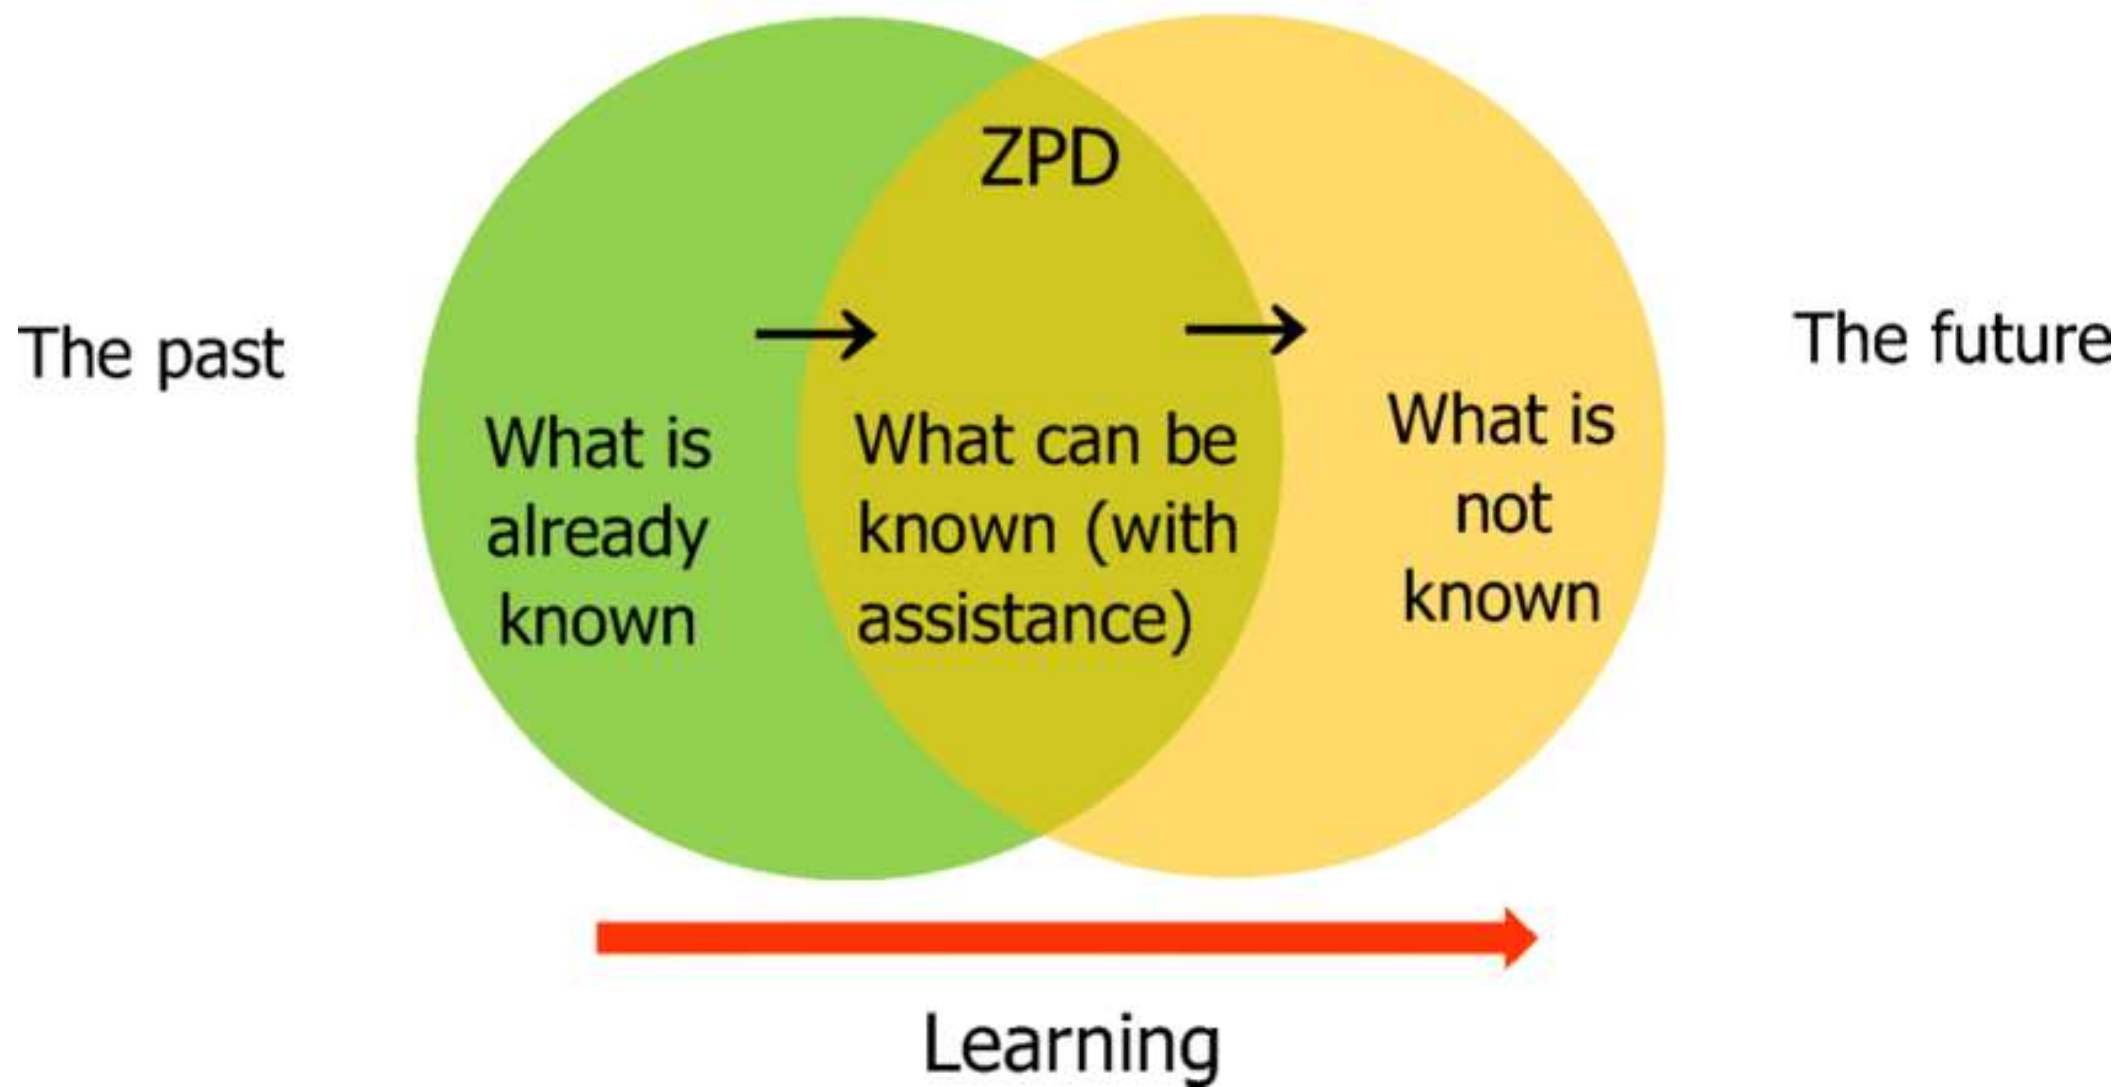 ZPD
The past
The future
What is
already
known
What can be
known (with
assistance)
What is
not
known
Learning